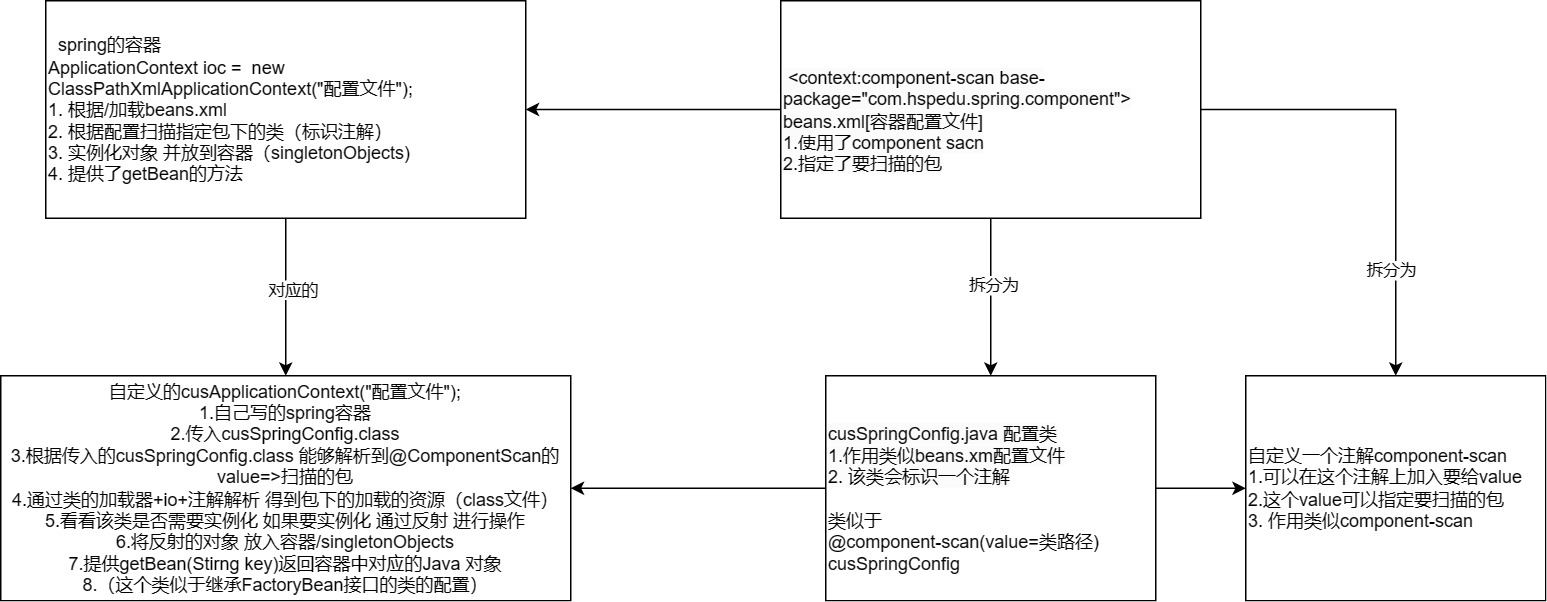 spring的容器
ApplicationContext ioc = new
ClassPathXmlApplicationContext("配置文件");
1. 根据/加载beans.xml
2. 根据配置扫描指定包下的类（标识注解）
3. 实例化对象 并放到容器（singletonObjects）
4. 提供了getBean的方法
<context:component-scan base-
package="com.hspedu.spring.component">
beans.xml[容器配置文件]
1.使用了component sacn
2.指定了要扫描的包
对应的
拆分为
拆分为
自定义的cusApplicationContext("配置文件");
1.自己写的spring容器
2.传入cusSpringConfig.class
3.根据传入的cusSpringConfig.class 能够解析到@ComponentScan的
value=>扫描的包
4.通过类的加载器+io+注解解析 得到包下的加载的资源（class文件）
5.看看该类是否需要实例化 如果要实例化 通过反射 进行操作
6.将反射的对象 放入容器/singletonObjects
7.提供getBean(Stirng key)返回容器中对应的Java 对象
8.（这个类似于继承FactoryBean接口的类的配置）
cusSpringConfig.java 配置类
1.作用类似beans.xm配置文件
2. 该类会标识一个注解
类似于
@component-scan(value=类路径)
cusSpringConfig
自定义一个注解component-scan
1.可以在这个注解上加入要给value
2.这个value可以指定要扫描的包
3. 作用类似component-scan